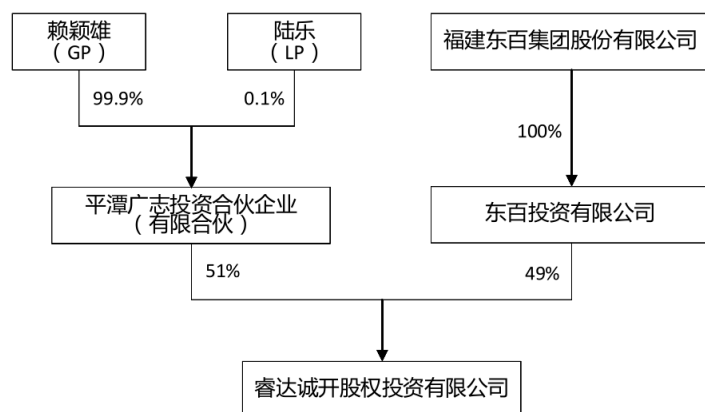 赖颖雄
（GP）
陆乐
（LP）
福建东百集团股份有限公司
99.9%
0.1%
100%
平潭广志投资合伙企业
（有限合伙）
东百投资有限公司
51%
49%
睿达诚开股权投资有限公司